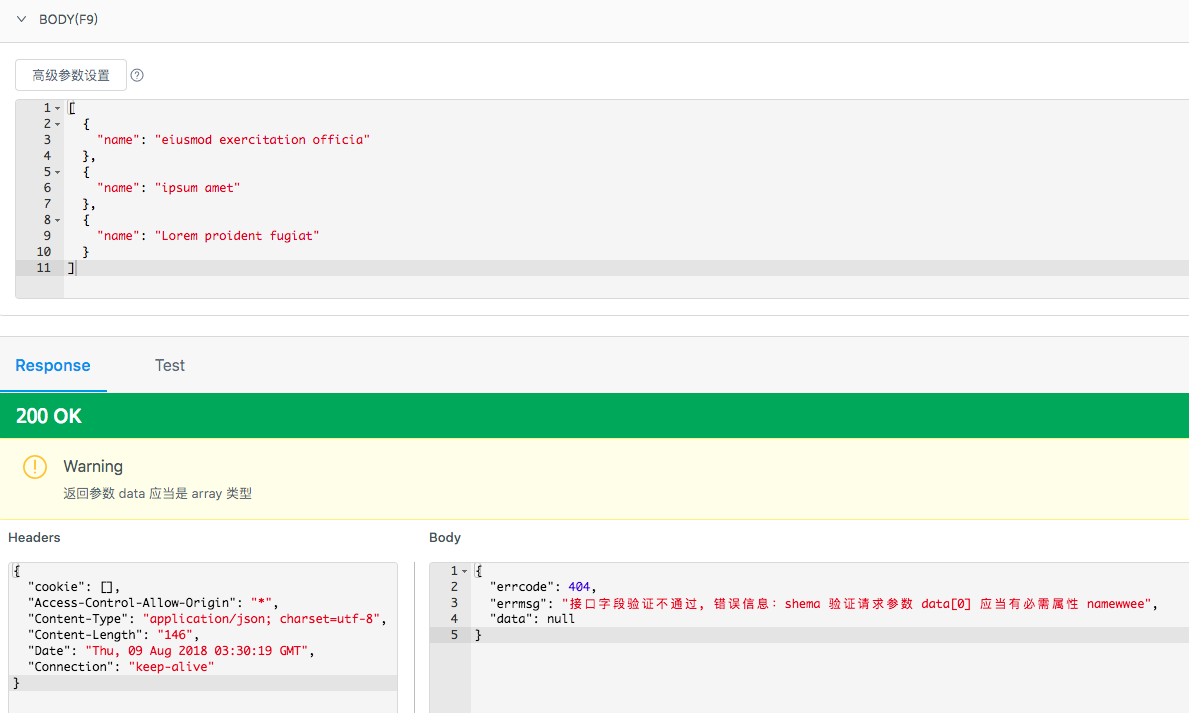 BODY(F9)
高级参数设置
1 [
2 {
3 "name": "eiusmod exercitation officia"
4 },
5 {
6 "name": "ipsum amet"
7 },
8 {
9 "name": "Lorem proident fugiat"
10 }
11 ]
Response Test
200 OK
Warning
返回参数 data 应当是 array 类型
Headers
{
"cookie": [],
"Access-Control-Allow-Origin": "*",
"Content-Type": "application/json; charset=utf-8",
"Content-Length": "146",
"Date": "Thu, 09 Aug 2018 03:30:19 GMT",
"Connection": "keep-alive"
}
Body
1 {
2 "errcode": 404,
3 "errmsg": "接口字段验证不通过, 错误信息: shema 验证请求参数 data[0] 应当有必需属性 namewwee",
4 "data": null
5 }